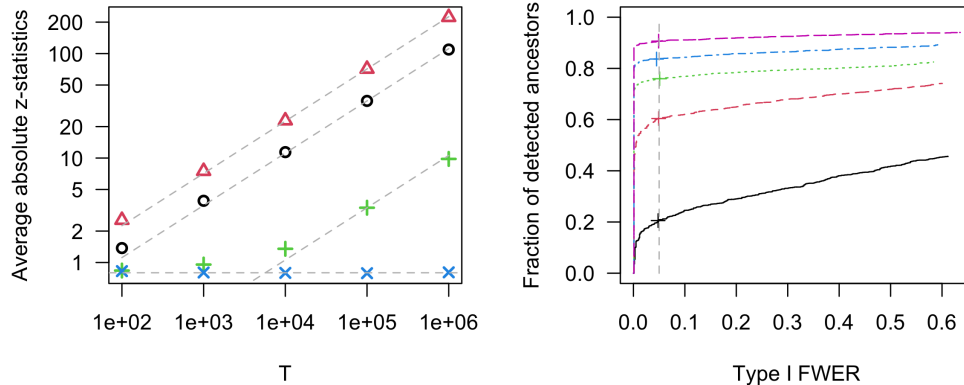 Average absolute z-statistics
200
100
50
20
10
5
2
1
1e+02 1e+03 1e+04 1e+05 1e+06
T
Fraction of detected ancestors
1.0
0.8
0.6
0.4
0.2
0.0
0.0 0.1 0.2 0.3 0.4 0.5 0.6
Type I FWER